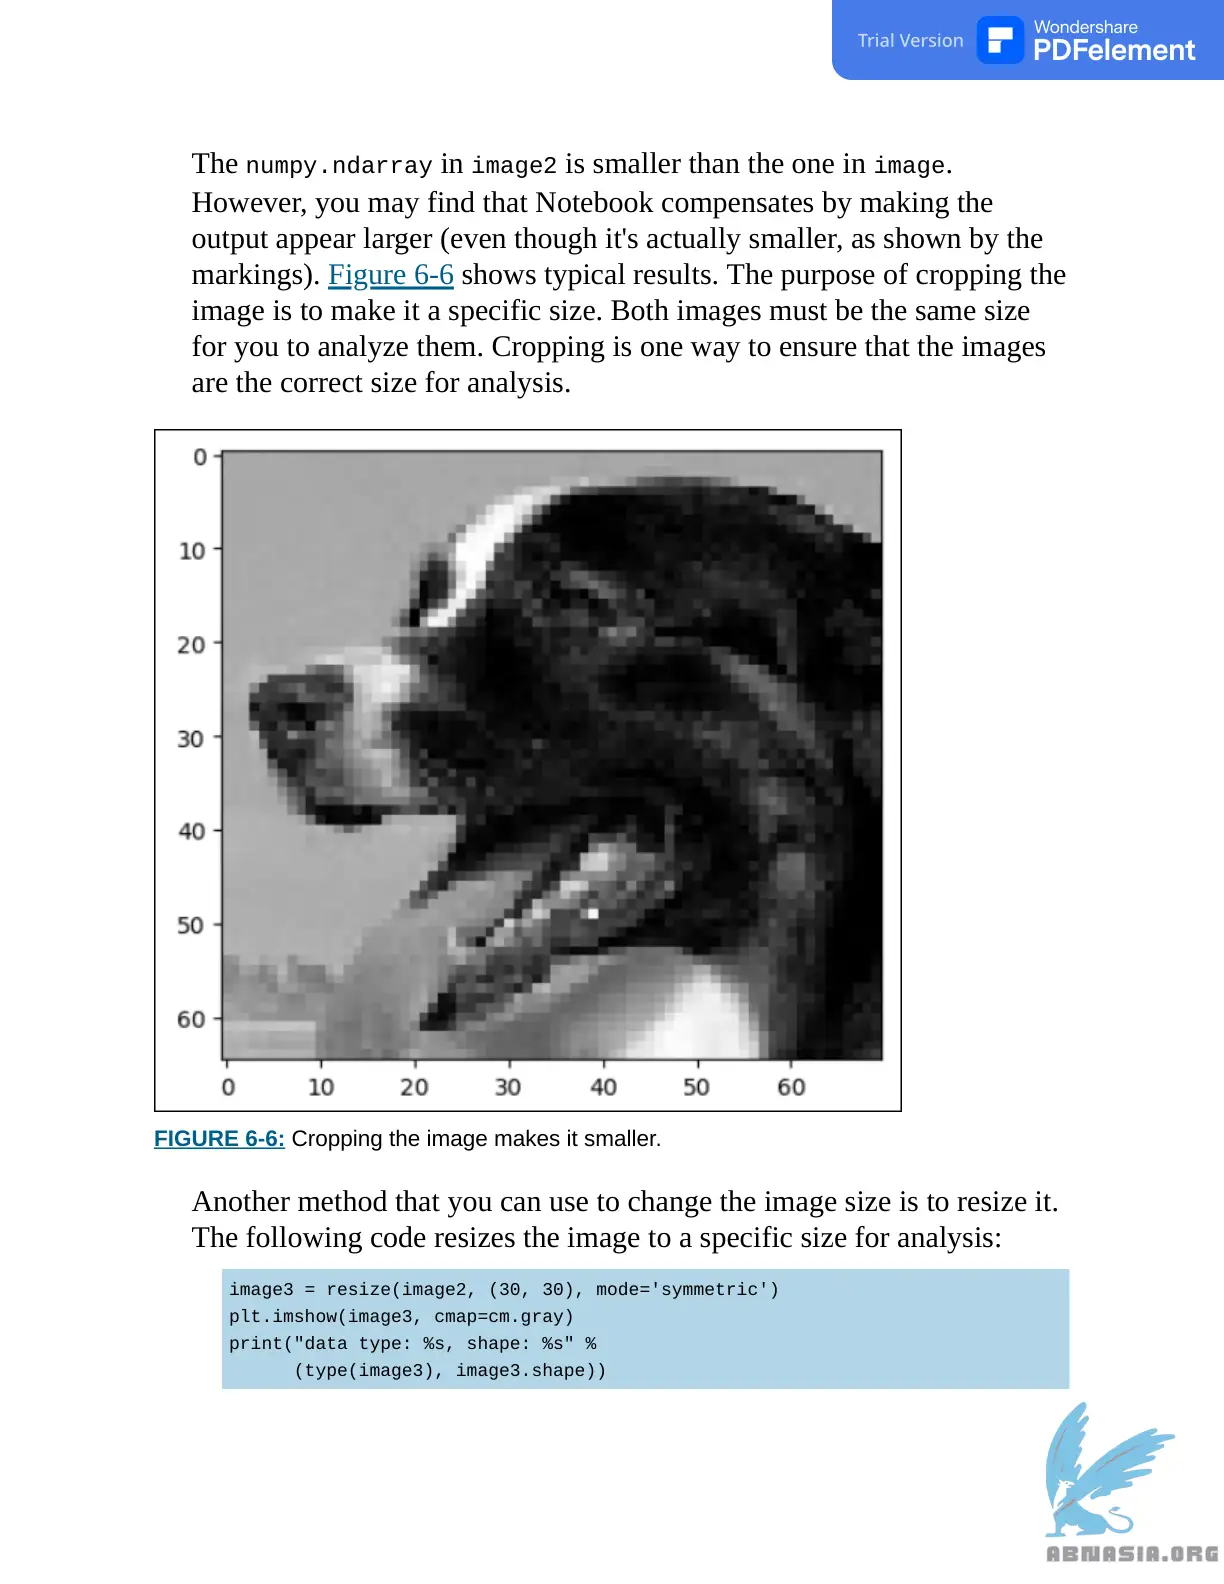 Trial Version
Wondershare
PDFelement
The numpy.ndarray in image2 is smaller than the one in image.
However, you may find that Notebook compensates by making the
output appear larger (even though it's actually smaller, as shown by the
markings). Figure 6-6 shows typical results. The purpose of cropping the
image is to make it a specific size. Both images must be the same size
for you to analyze them. Cropping is one way to ensure that the images
are the correct size for analysis.
0
10
20
30
40
50
60
0 10 20 30 40 50 60
FIGURE 6-6: Cropping the image makes it smaller.
Another method that you can use to change the image size is to resize it.
The following code resizes the image to a specific size for analysis:
image3 = resize(image2, (30, 30), mode='symmetric')
plt.imshow(image3, cmap=cm.gray)
print("data type: %s, shape: %s" %
(type(image3), image3.shape))
ABNASIA.ORG